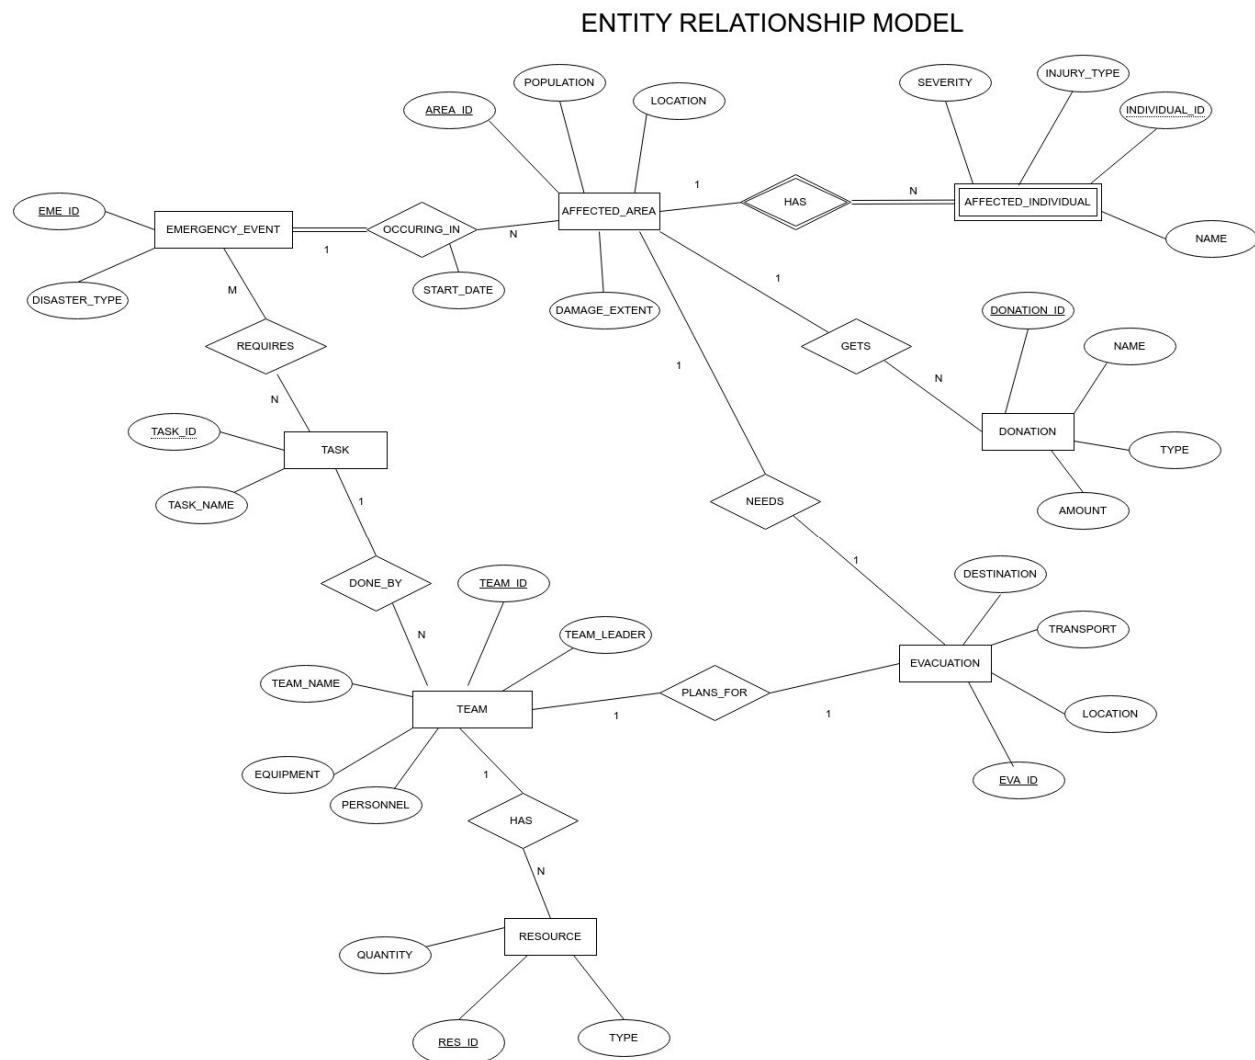 ENTITY RELATIONSHIP MODEL
SEVERITY
INJURY_TYPE
POPULATION
LOCATION
AREA_ID
INDIVIDUAL_ID
EME_ID
EMERGENCY_EVENT
1
OCCURING_IN
N
AFFECTED_AREA
1
HAS
N
AFFECTED_INDIVIDUAL
NAME
DISASTER_TYPE
START_DATE
DAMAGE_EXTENT
M
1
DONATION_ID
REQUIRES
GETS
NAME
1
N
N
TASK_ID
TASK
DONATION
TYPE
TASK_NAME
1
NEEDS
AMOUNT
1
DONE_BY
TEAM_ID
DESTINATION
N
TEAM_LEADER
TRANSPORT
EVACUATION
TEAM_NAME
TEAM
1
PLANS_FOR
1
LOCATION
EQUIPMENT
1
EVA_ID
PERSONNEL
HAS
N
QUANTITY
RESOURCE
RES_ID
TYPE